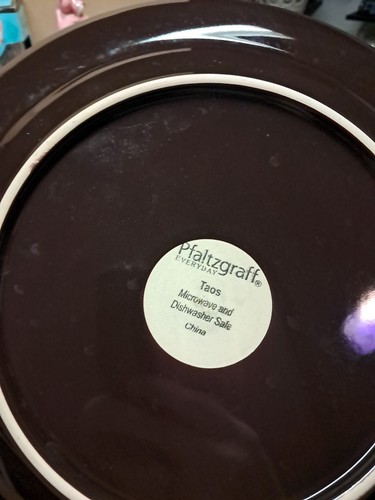 Pfaltzgraff®
EVERYDAY
Taos
Microwave and
Dishwasher Safe
China